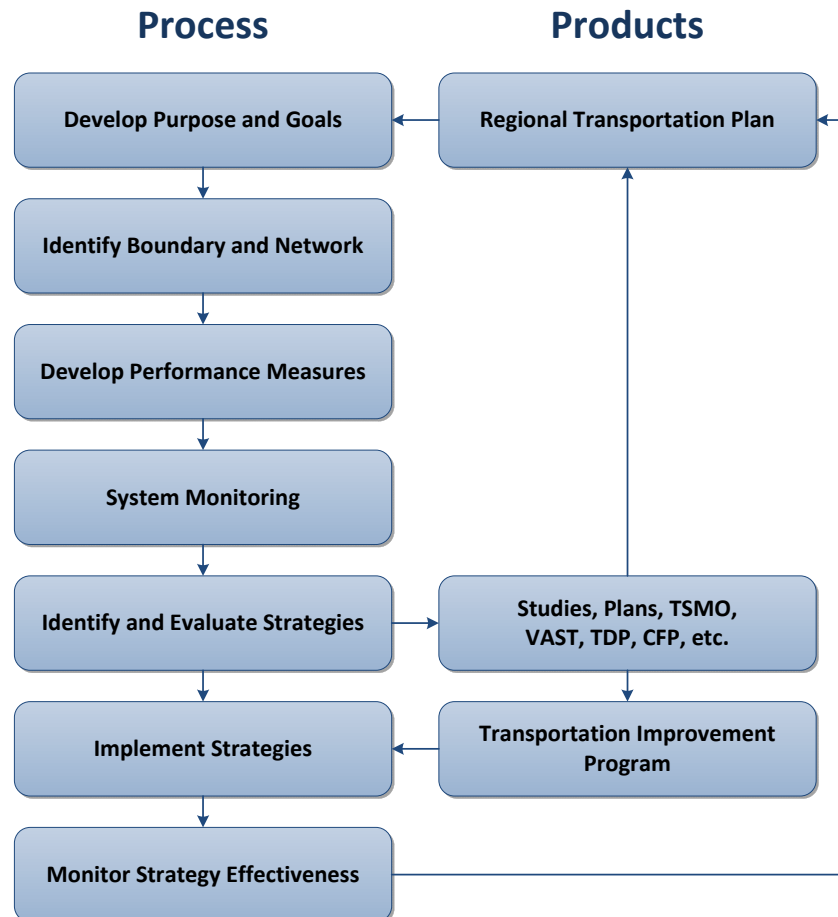 Process
Products
Develop Purpose and Goals
Regional Transportation Plan
Identify Boundary and Network
Develop Performance Measures
System Monitoring
Identify and Evaluate Strategies
Studies, Plans, TSMO,
VAST, TDP, CFP, etc.
Implement Strategies
Transportation Improvement
Program
Monitor Strategy Effectiveness